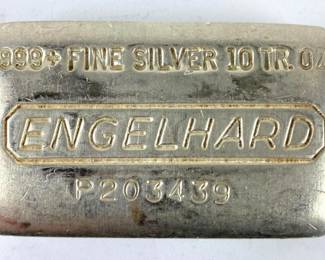 999+ FINE SILVER 10 TR. OZ
ENGELHARD
P203439